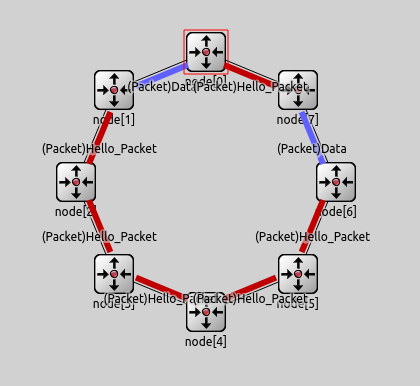 node[0]
(Packet)Data
(Packet)Hello_Packet
node[1]
node[7]
(Packet)Hello_Packet
(Packet)Data
node[2]
node[6]
(Packet)Hello_Packet
(Packet)Hello_Packet
node[3]
(Packet)Hello_Packet
(Packet)Hello_Packet
node[5]
node[4]